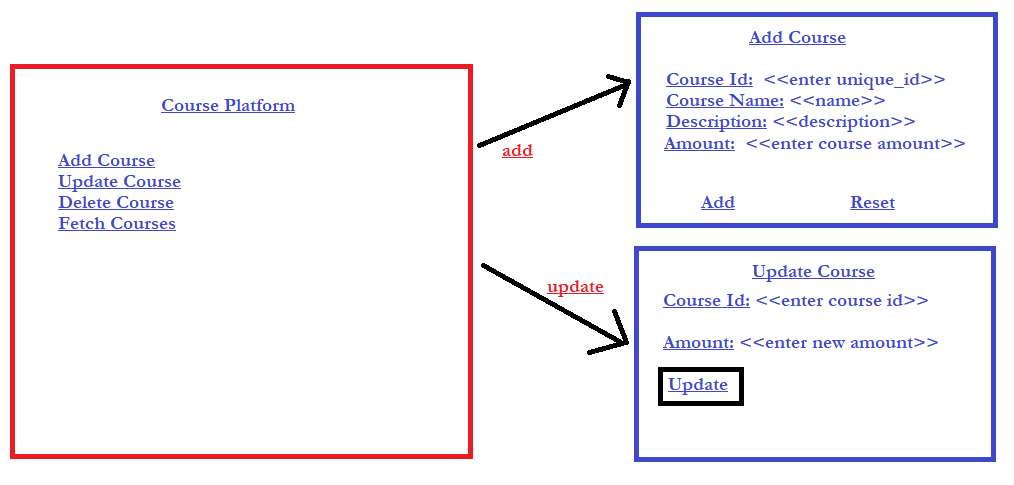 Course Platform
Add Course
Update Course
Delete Course
Fetch Courses
add
update
Add Course
Course Id: <<enter unique_id>>
Course Name: <<name>>
Description: <<description>>
Amount: <<enter course amount>>
Add Reset
Update Course
Course Id: <<enter course id>>
Amount: <<enter new amount>>
Update